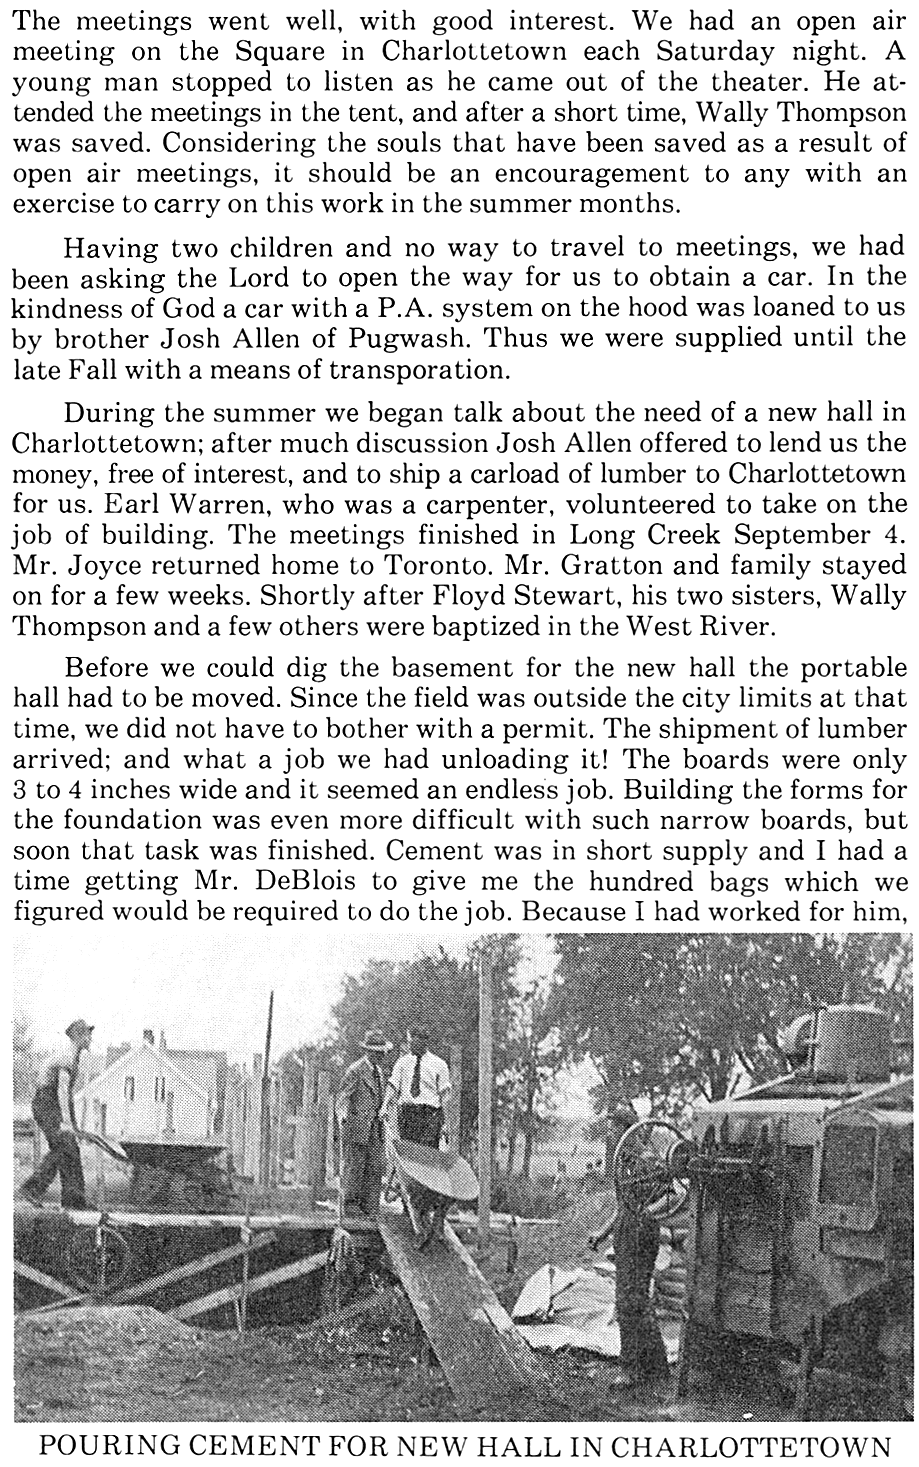 The meetings went well, with good interest. We had an open air
meeting on the Square in Charlottetown each Saturday night. A
young man stopped to listen as he came out of the theater. He at-
tended the meetings in the tent, and after a short time, Wally Thompson
was saved. Considering the souls that have been saved as a result of
open air meetings, it should be an encouragement to any with an
exercise to carry on this work in the summer months.
Having two children and no way to travel to meetings, we had
been asking the Lord to open the way for us to obtain a car. In the
kindness of God a car with a P.A. system on the hood was loaned to us
by brother Josh Allen of Pugwash. Thus we were supplied until the
late Fall with a means of transporation.
During the summer we began talk about the need of a new hall in
Charlottetown; after much discussion Josh Allen offered to lend us the
money, free of interest, and to ship a carload of lumber to Charlottetown
for us. Earl Warren, who was a carpenter, volunteered to take on the
job of building. The meetings finished in Long Creek September 4.
Mr. Joyce returned home to Toronto. Mr. Gratton and family stayed
on for a few weeks. Shortly after Floyd Stewart, his two sisters, Wally
Thompson and a few others were baptized in the West River.
Before we could dig the basement for the new hall the portable
hall had to be moved. Since the field was outside the city limits at that
time, we did not have to bother with a permit. The shipment of lumber
arrived; and what a job we had unloading it! The boards were only
3 to 4 inches wide and it seemed an endless job. Building the forms for
the foundation was even more difficult with such narrow boards, but
soon that task was finished. Cement was in short supply and I had a
time getting Mr. DeBlois to give me the hundred bags which we
figured would be required to do the job. Because I had worked for him,
POURING CEMENT FOR NEW HALL IN CHARLOTTETOWN